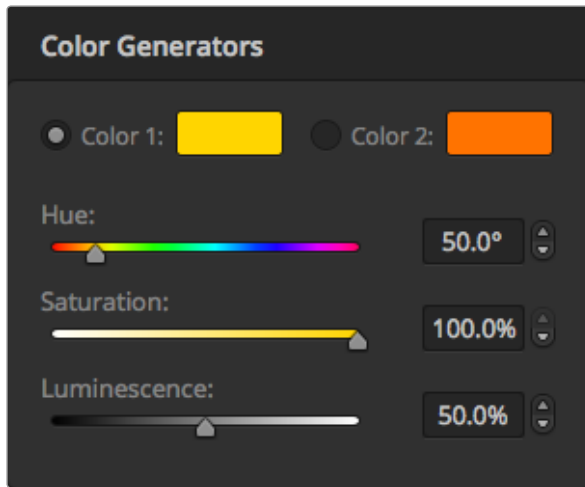 Color Generators
Color 1: Color 2:
Hue:
50.0°
Saturation:
100.0%
Luminescence:
50.0%